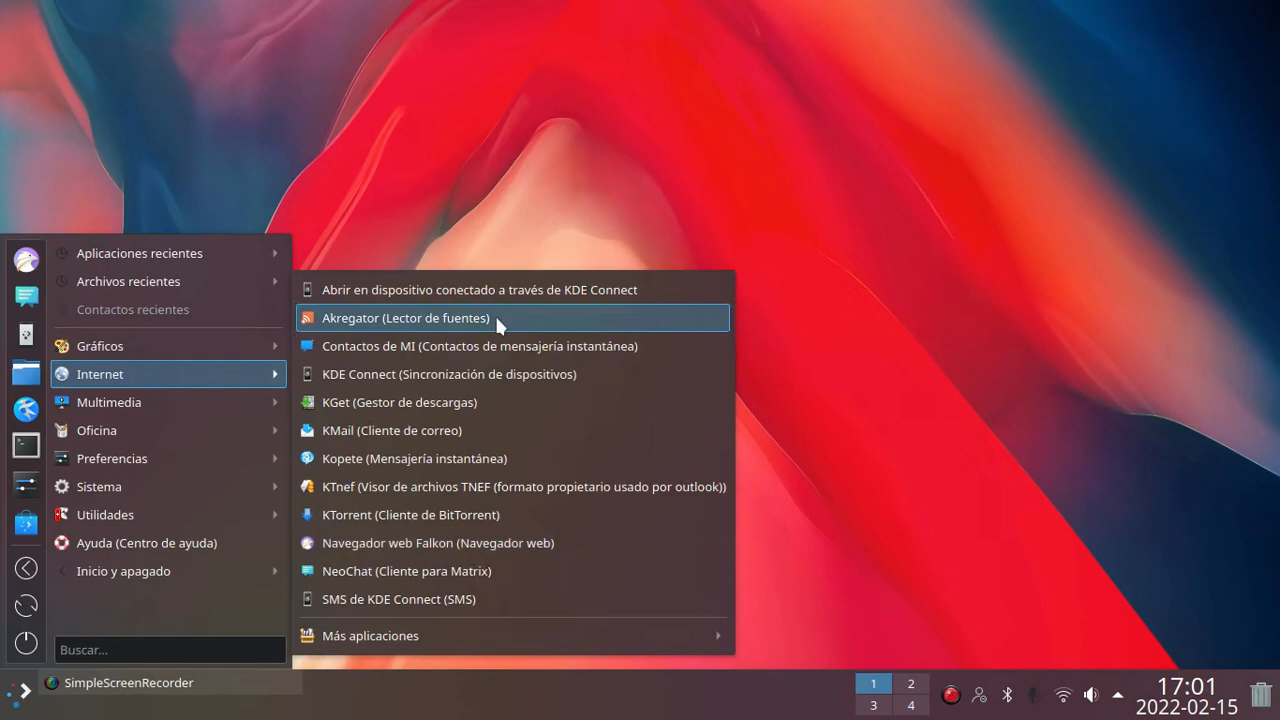 Aplicaciones recientes
Archivos recientes
Contactos recientes
Gráficos
Internet
Multimedia
Oficina
Preferencias
Sistema
Utilidades
Ayuda (Centro de ayuda)
Inicio y apagado
Buscar...
Abrir en dispositivo conectado a través de KDE Connect
Akregator (Lector de fuentes)
Contactos de MI (Contactos de mensajería instantánea)
KDE Connect (Sincronización de dispositivos)
KGet (Gestor de descargas)
KMail (Cliente de correo)
Kopete (Mensajería instantánea)
KTnef (Visor de archivos TNEF (formato propietario usado por outlook))
KTorrent (Cliente de BitTorrent)
Navegador web Falkon (Navegador web)
NeoChat (Cliente para Matrix)
SMS de KDE Connect (SMS)
Más aplicaciones
SimpleScreenRecorder
1 2
3 4
17:01
2022-02-15